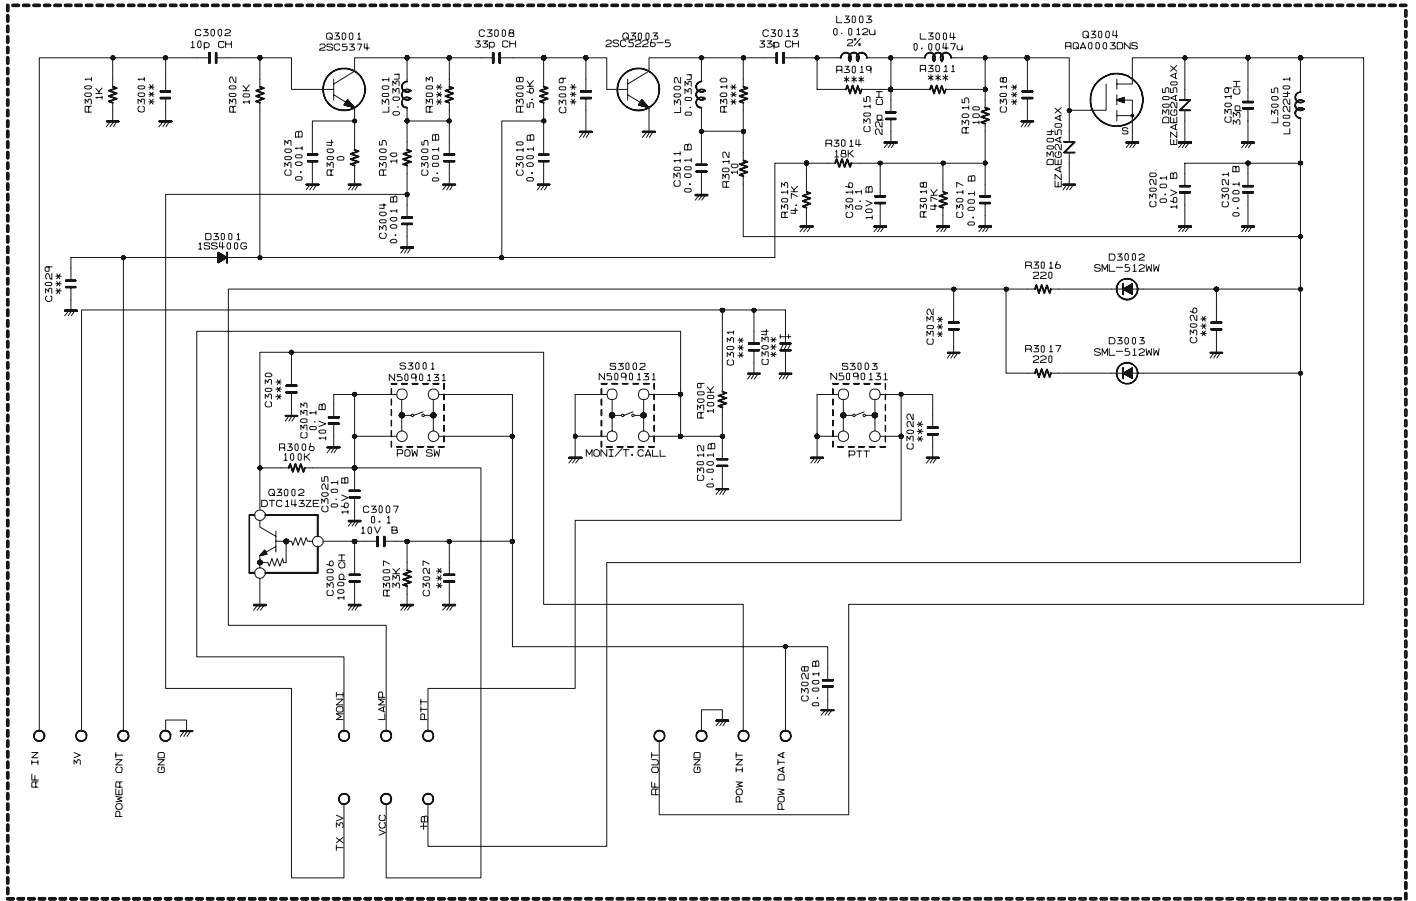 C3002
10p CH
Q3001
2SC5374
C3008
33p CH
Q3003
2SC5226-5
C3013
33p CH
L3003
0.012u
2%
L3004
0.0047u
Q3004
RQA0003DNS
R3001
1K
C3001
***
R3002
10K
L3001
0.033u
R3003
***
R3008
5.6K
C3009
***
L3002
0.033u
R3010
***
R3019
***
R3011
***
C3015
22p CH
R3015
100
C3018
***
D3004
EZAEG2A50AX
S
D3005
EZAEG2A50AX
C3019
33p CH
L3005
L0022401
C3003
0.001 B
R3004
0
R3005
10
C3005
0.001 B
C3010
0.001 B
C3011
0.001 B
R3012
10
R3014
18K
R3013
4.7K
C3016
0.1
10V B
R3018
47K
C3017
0.001 B
C3020
0.01
16V B
C3021
0.001 B
C3004
0.001 B
D3001
1SS400G
C3029
***
R3016
220
D3002
SML-512WW
C3032
***
C3026
***
R3017
220
D3003
SML-512WW
C3031
***
C3034
***
+
C3030
***
C3033
0.1
10V B
S3001
N5090131
POW SW
S3002
N5090131
MONI/T.CALL
R3009
100K
S3003
N5090131
PTT
C3022
***
R3006
100K
C3012
0.001 B
Q3002
DTC143ZE
C3025
0.01
16V B
C3007
0.1
10V B
C3006
100p CH
R3007
33K
C3027
***
C3028
0.001 B
MONI
LAMP
PTT
RF IN
3V
POWER CNT
GND
RF OUT
GND
POW INT
POW DATA
TX 3V
VCC
+B